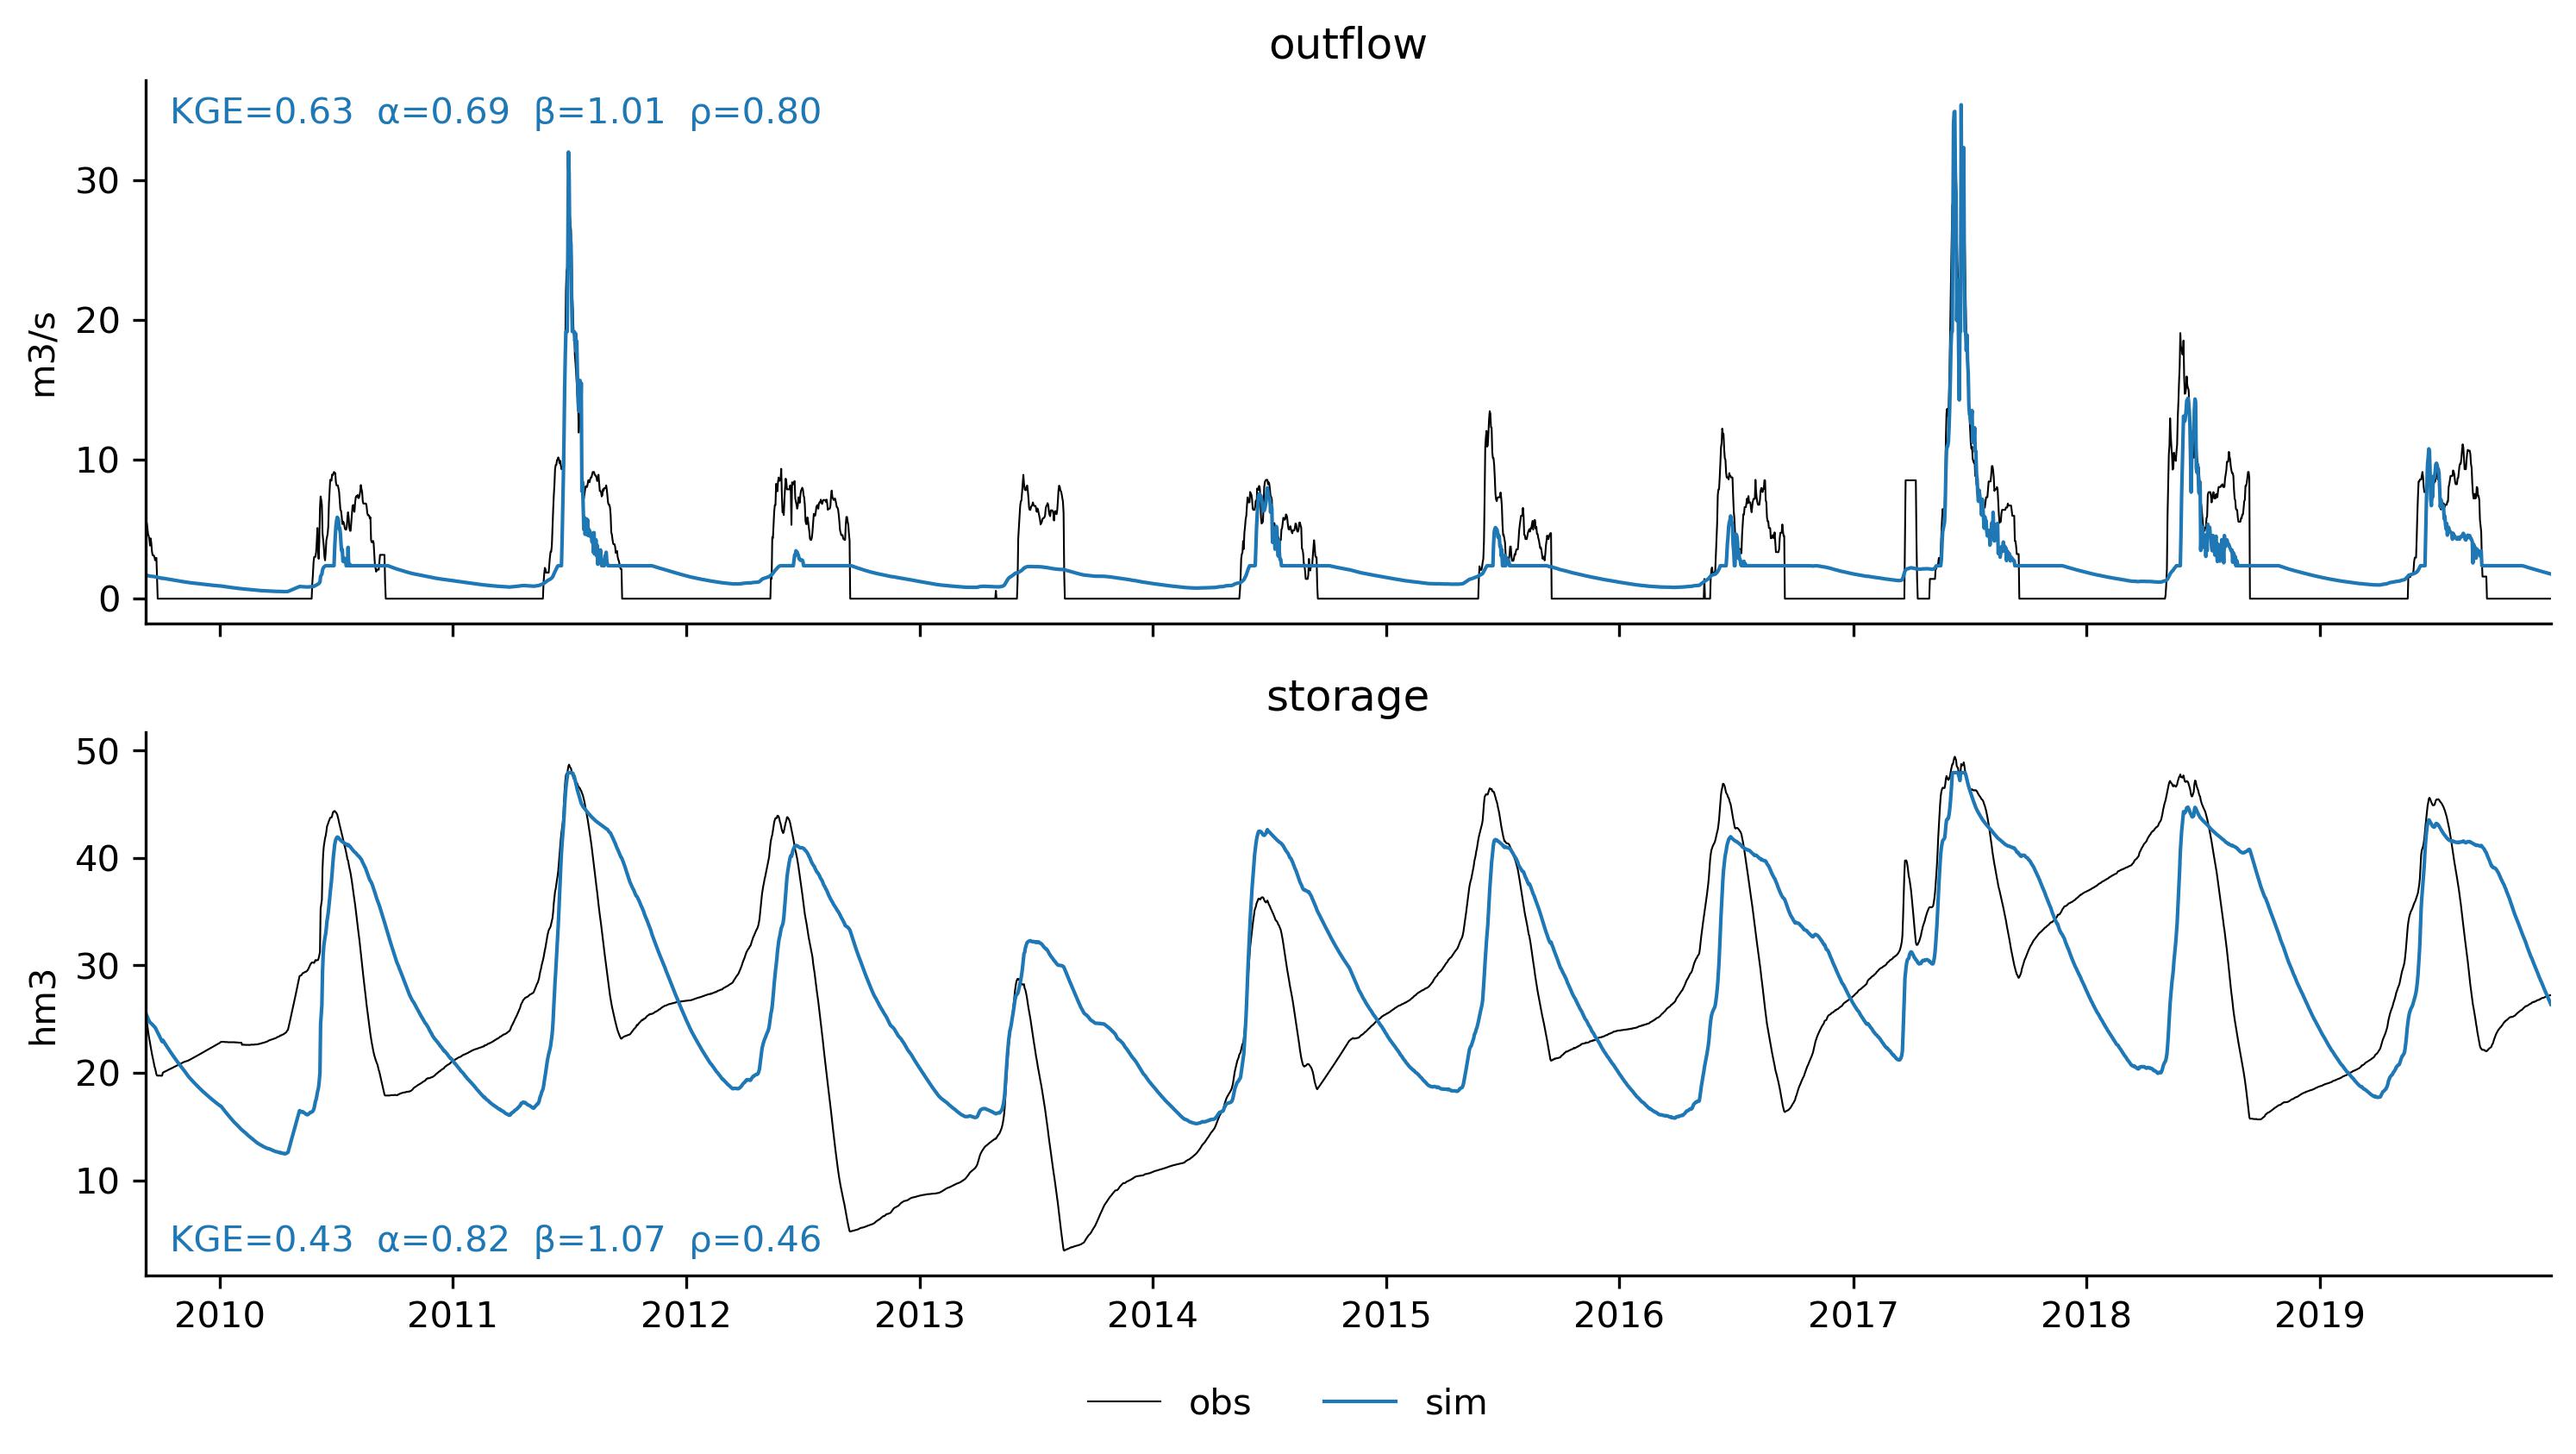 outflow
KGE=0.63 α=0.69 β=1.01 ρ=0.80
m3/s
30
20
10
0
storage
hm3
50
40
30
20
10
KGE=0.43 α=0.82 β=1.07 ρ=0.46
2010 2011 2012 2013 2014 2015 2016 2017 2018 2019
obs sim